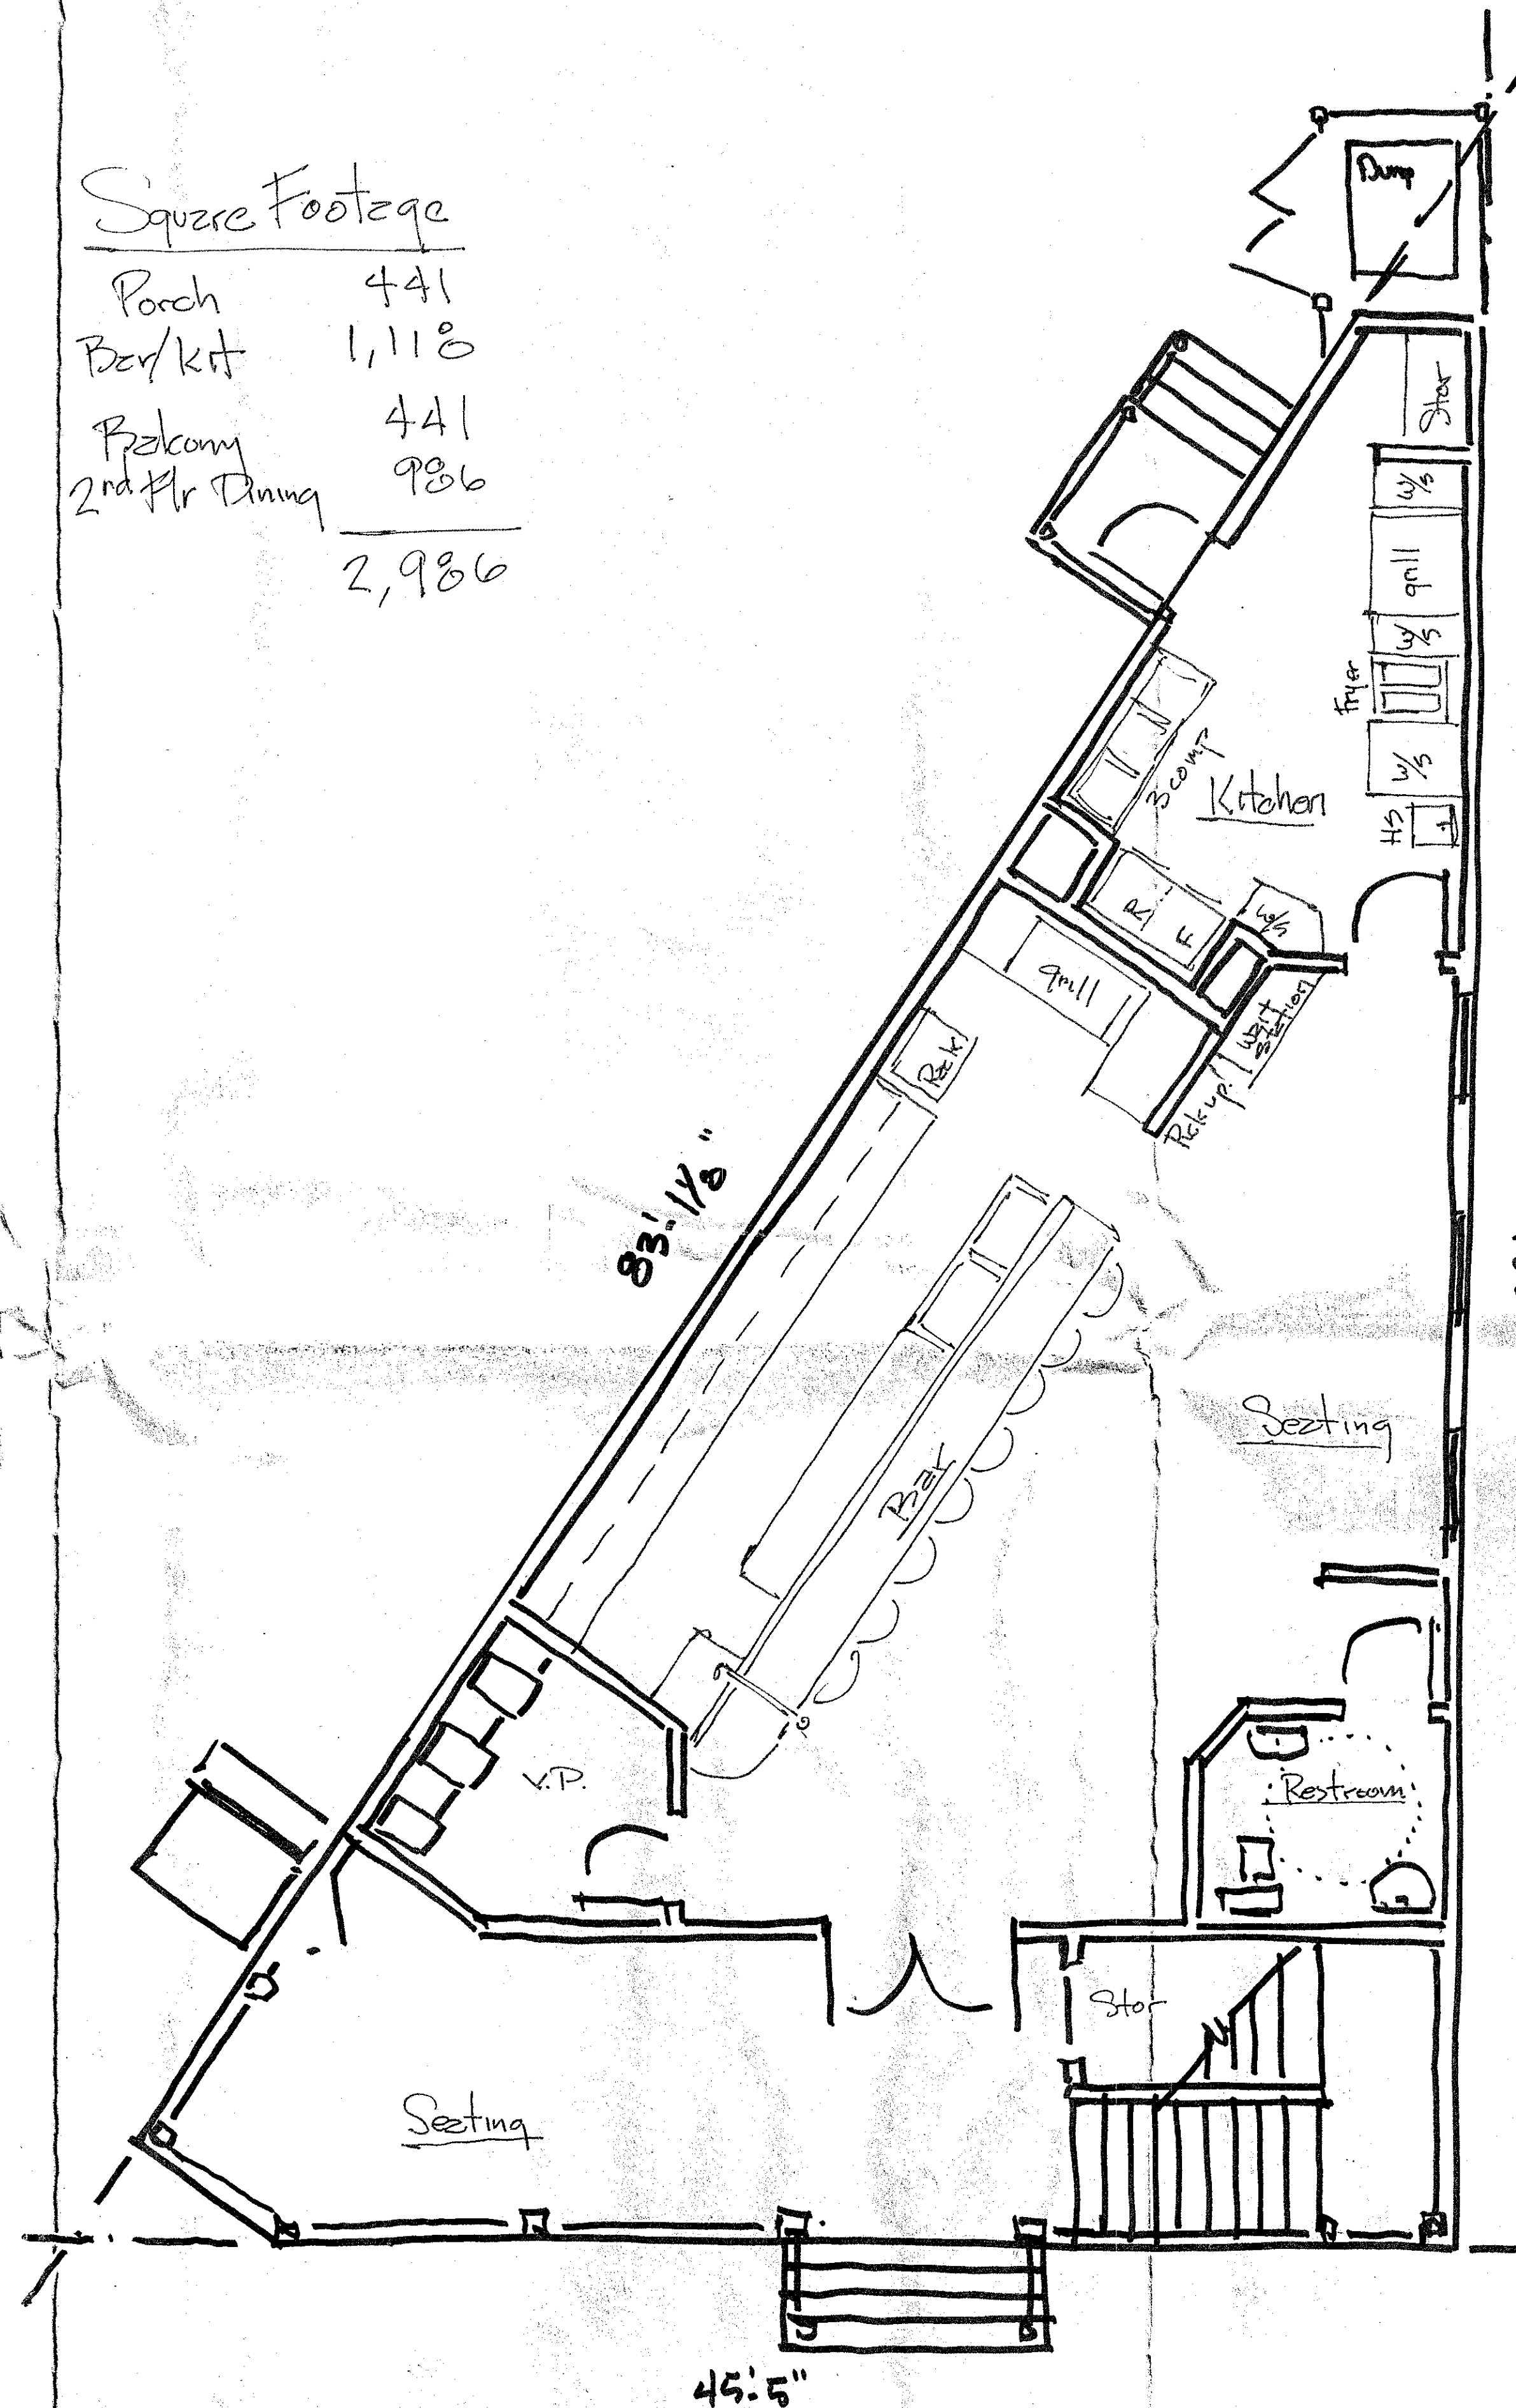 Square Footage
Porch 441
Bar/Kit 1,118
Balcony 441
2nd Flr Dining 986
2,986
Dump
Stor
W/S
grill
W/S
Fryer
W/S
HS
3 comp
Kitchen
R
F
W/S
grill
Wait Station
Pick up
Rack
83'-1 1/8"
Seating
Bar
V.P.
Restroom
Stor
Seating
45'-5"